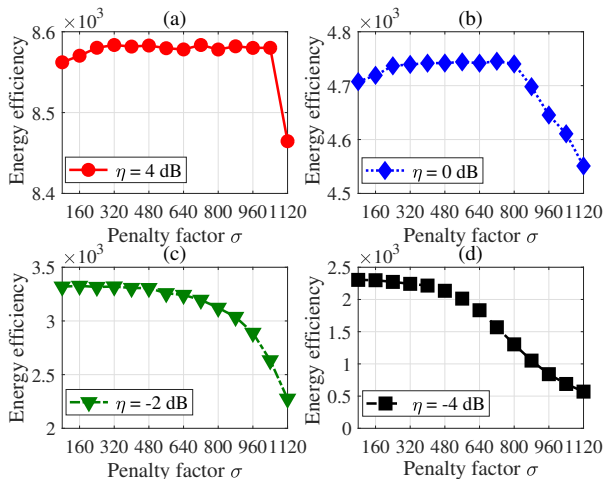 (a)
×10³
8.6
8.5
8.4
Energy efficiency
η = 4 dB
160 320 480 640 800 960 1120
Penalty factor σ
(b)
×10³
4.8
4.7
4.6
4.5
Energy efficiency
η = 0 dB
160 320 480 640 800 960 1120
Penalty factor σ
(c)
×10³
3.5
3
2.5
2
Energy efficiency
η = -2 dB
160 320 480 640 800 960 1120
Penalty factor σ
(d)
×10³
2.5
2
1.5
1
0.5
0
Energy efficiency
η = -4 dB
160 320 480 640 800 960 1120
Penalty factor σ